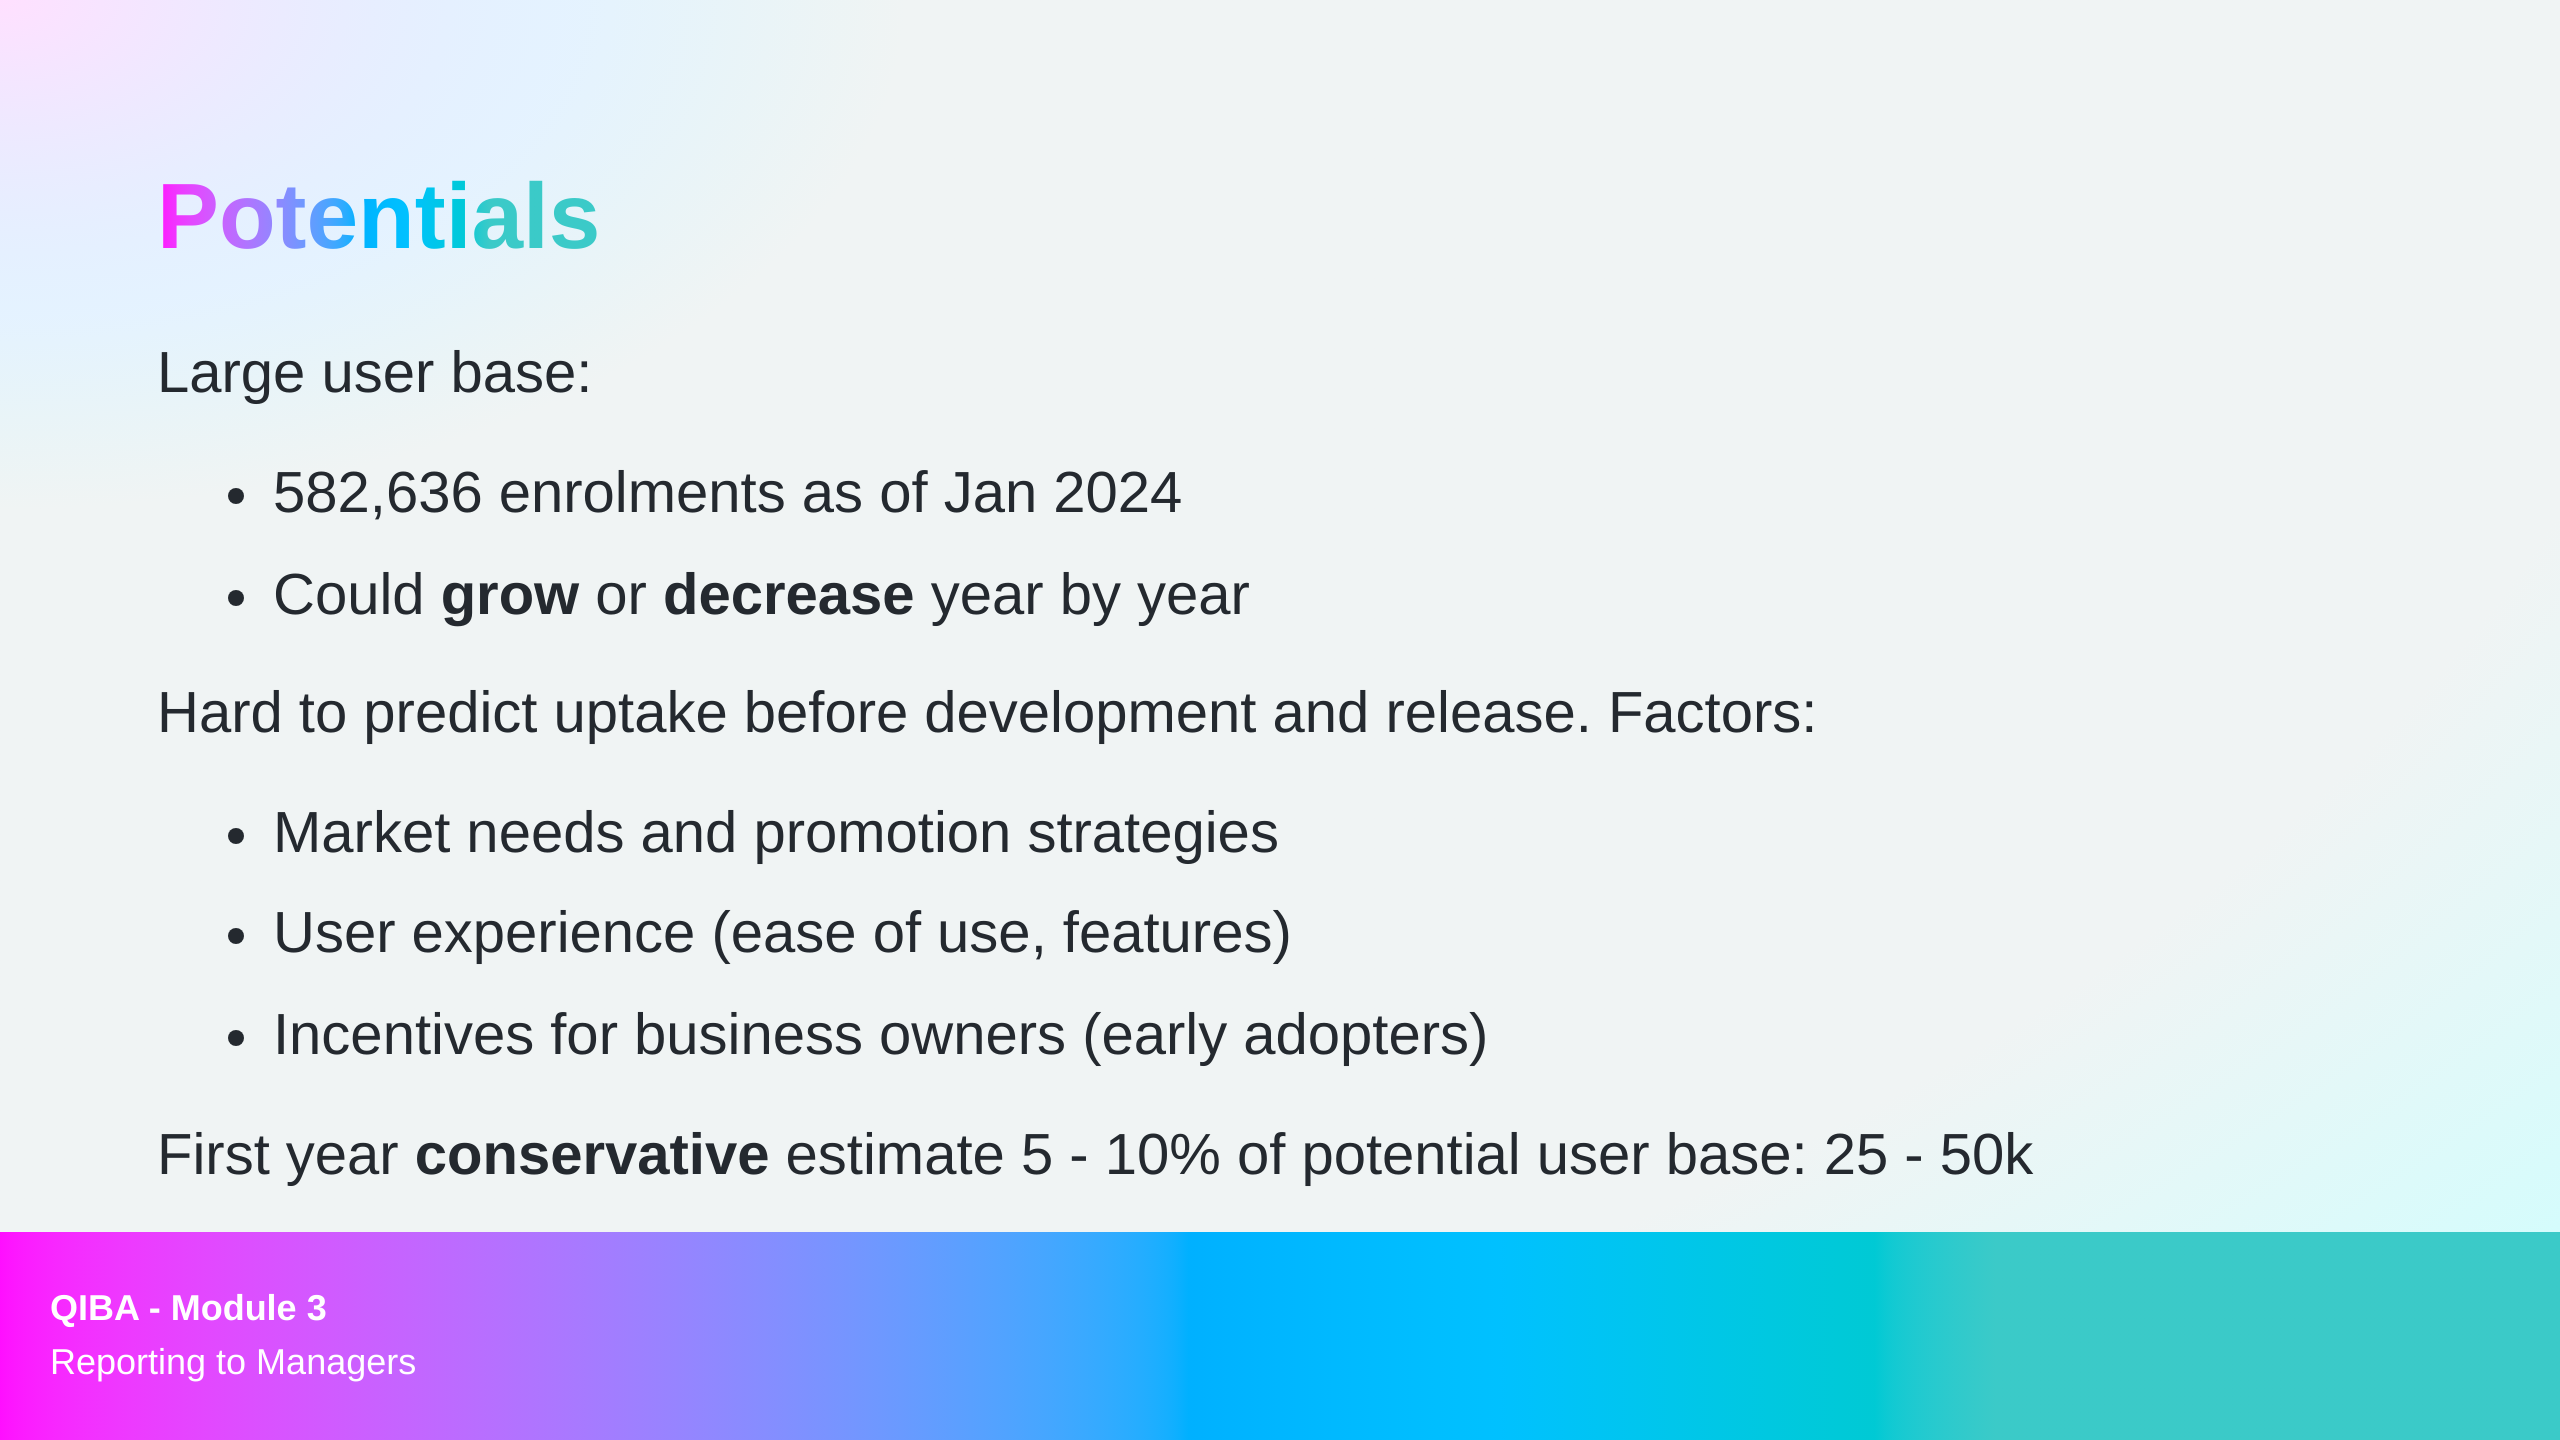 Potentials
Large user base:
• 582,636 enrolments as of Jan 2024
• Could grow or decrease year by year
Hard to predict uptake before development and release. Factors:
• Market needs and promotion strategies
• User experience (ease of use, features)
• Incentives for business owners (early adopters)
First year conservative estimate 5 - 10% of potential user base: 25 - 50k
QIBA - Module 3
Reporting to Managers